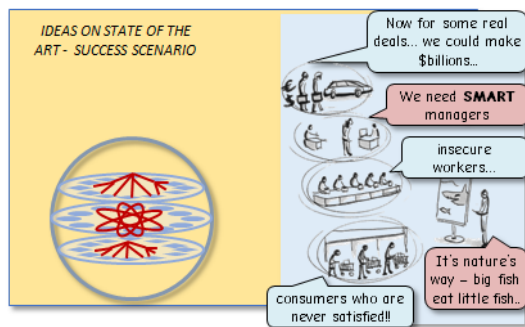 IDEAS ON STATE OF THE
ART - SUCCESS SCENARIO
Now for some real
deals... we could make
$billions...
€
$
We need SMART
managers
insecure
workers...
It's nature's
way – big fish
eat little fish..
consumers who are
never satisfied!!